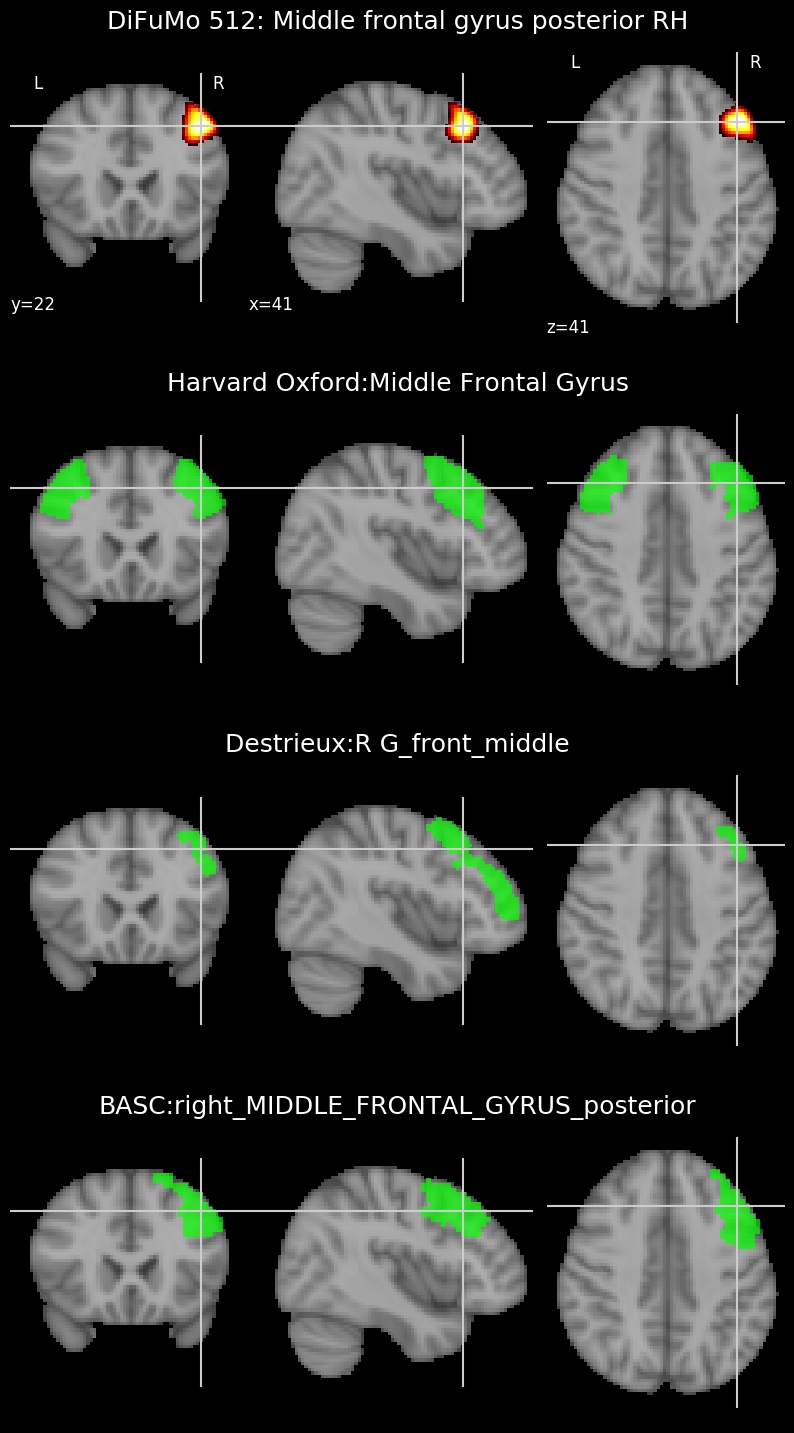 DiFuMo 512: Middle frontal gyrus posterior RH
L R L R
y=22 x=41 z=41
Harvard Oxford:Middle Frontal Gyrus
Destrieux:R G_front_middle
BASC:right_MIDDLE_FRONTAL_GYRUS_posterior